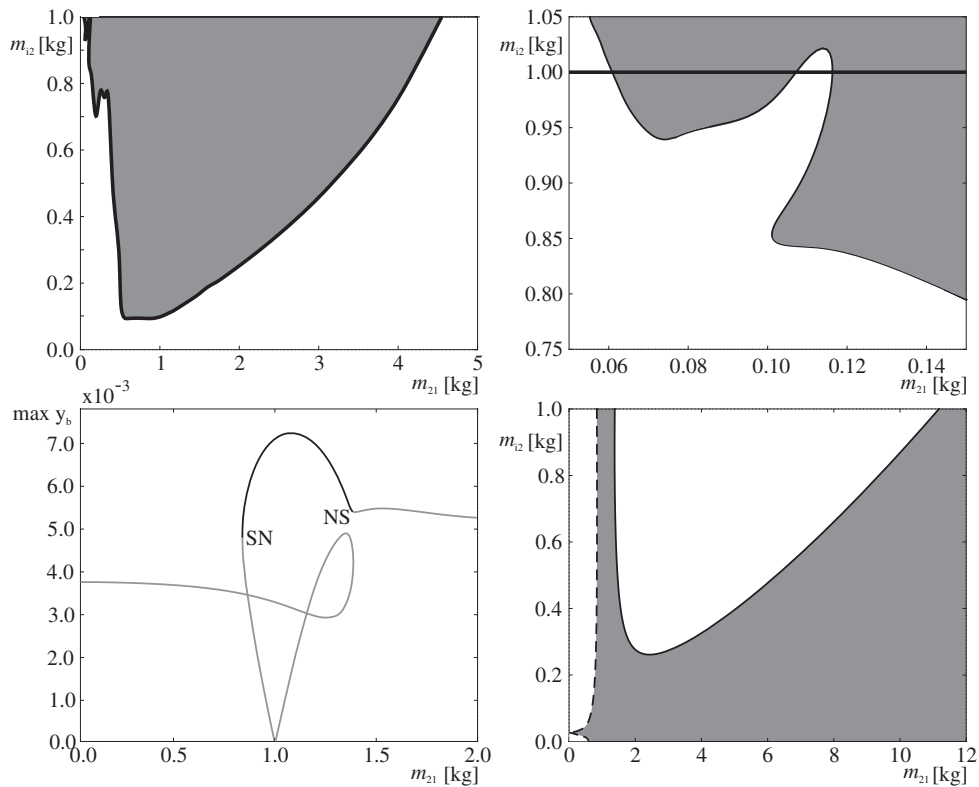 1.0
m_i2 [kg]
0.8
0.6
0.4
0.2
0.0
0 1 2 3 4 5
m_21 [kg]
1.05
m_i2 [kg]
1.00
0.95
0.90
0.85
0.80
0.75
0.06 0.08 0.10 0.12 0.14
m_21 [kg]
x10^-3
max y_b
7.0
6.0
5.0
4.0
3.0
2.0
1.0
0.0
SN
NS
0.0 0.5 1.0 1.5 2.0
m_21 [kg]
1.0
m_i2 [kg]
0.8
0.6
0.4
0.2
0.0
0 2 4 6 8 10 12
m_21 [kg]